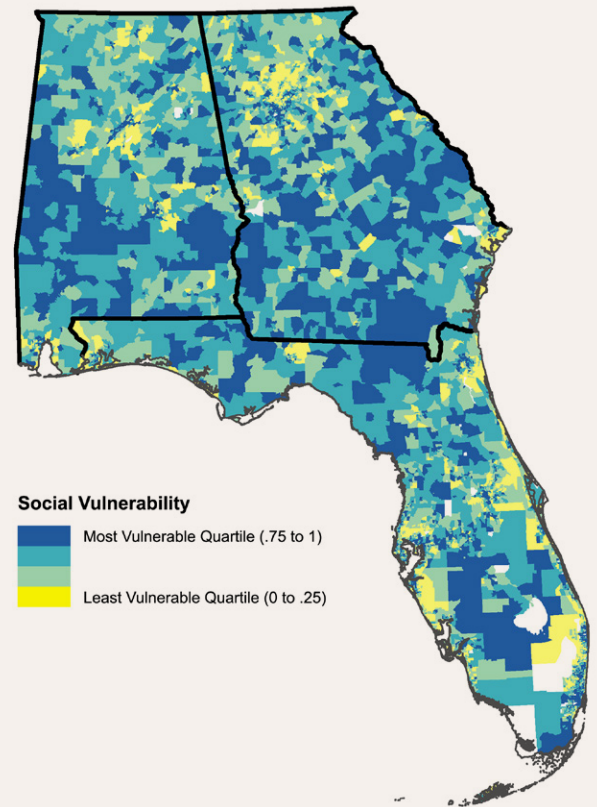 Social Vulnerability
Most Vulnerable Quartile (.75 to 1)
Least Vulnerable Quartile (0 to .25)